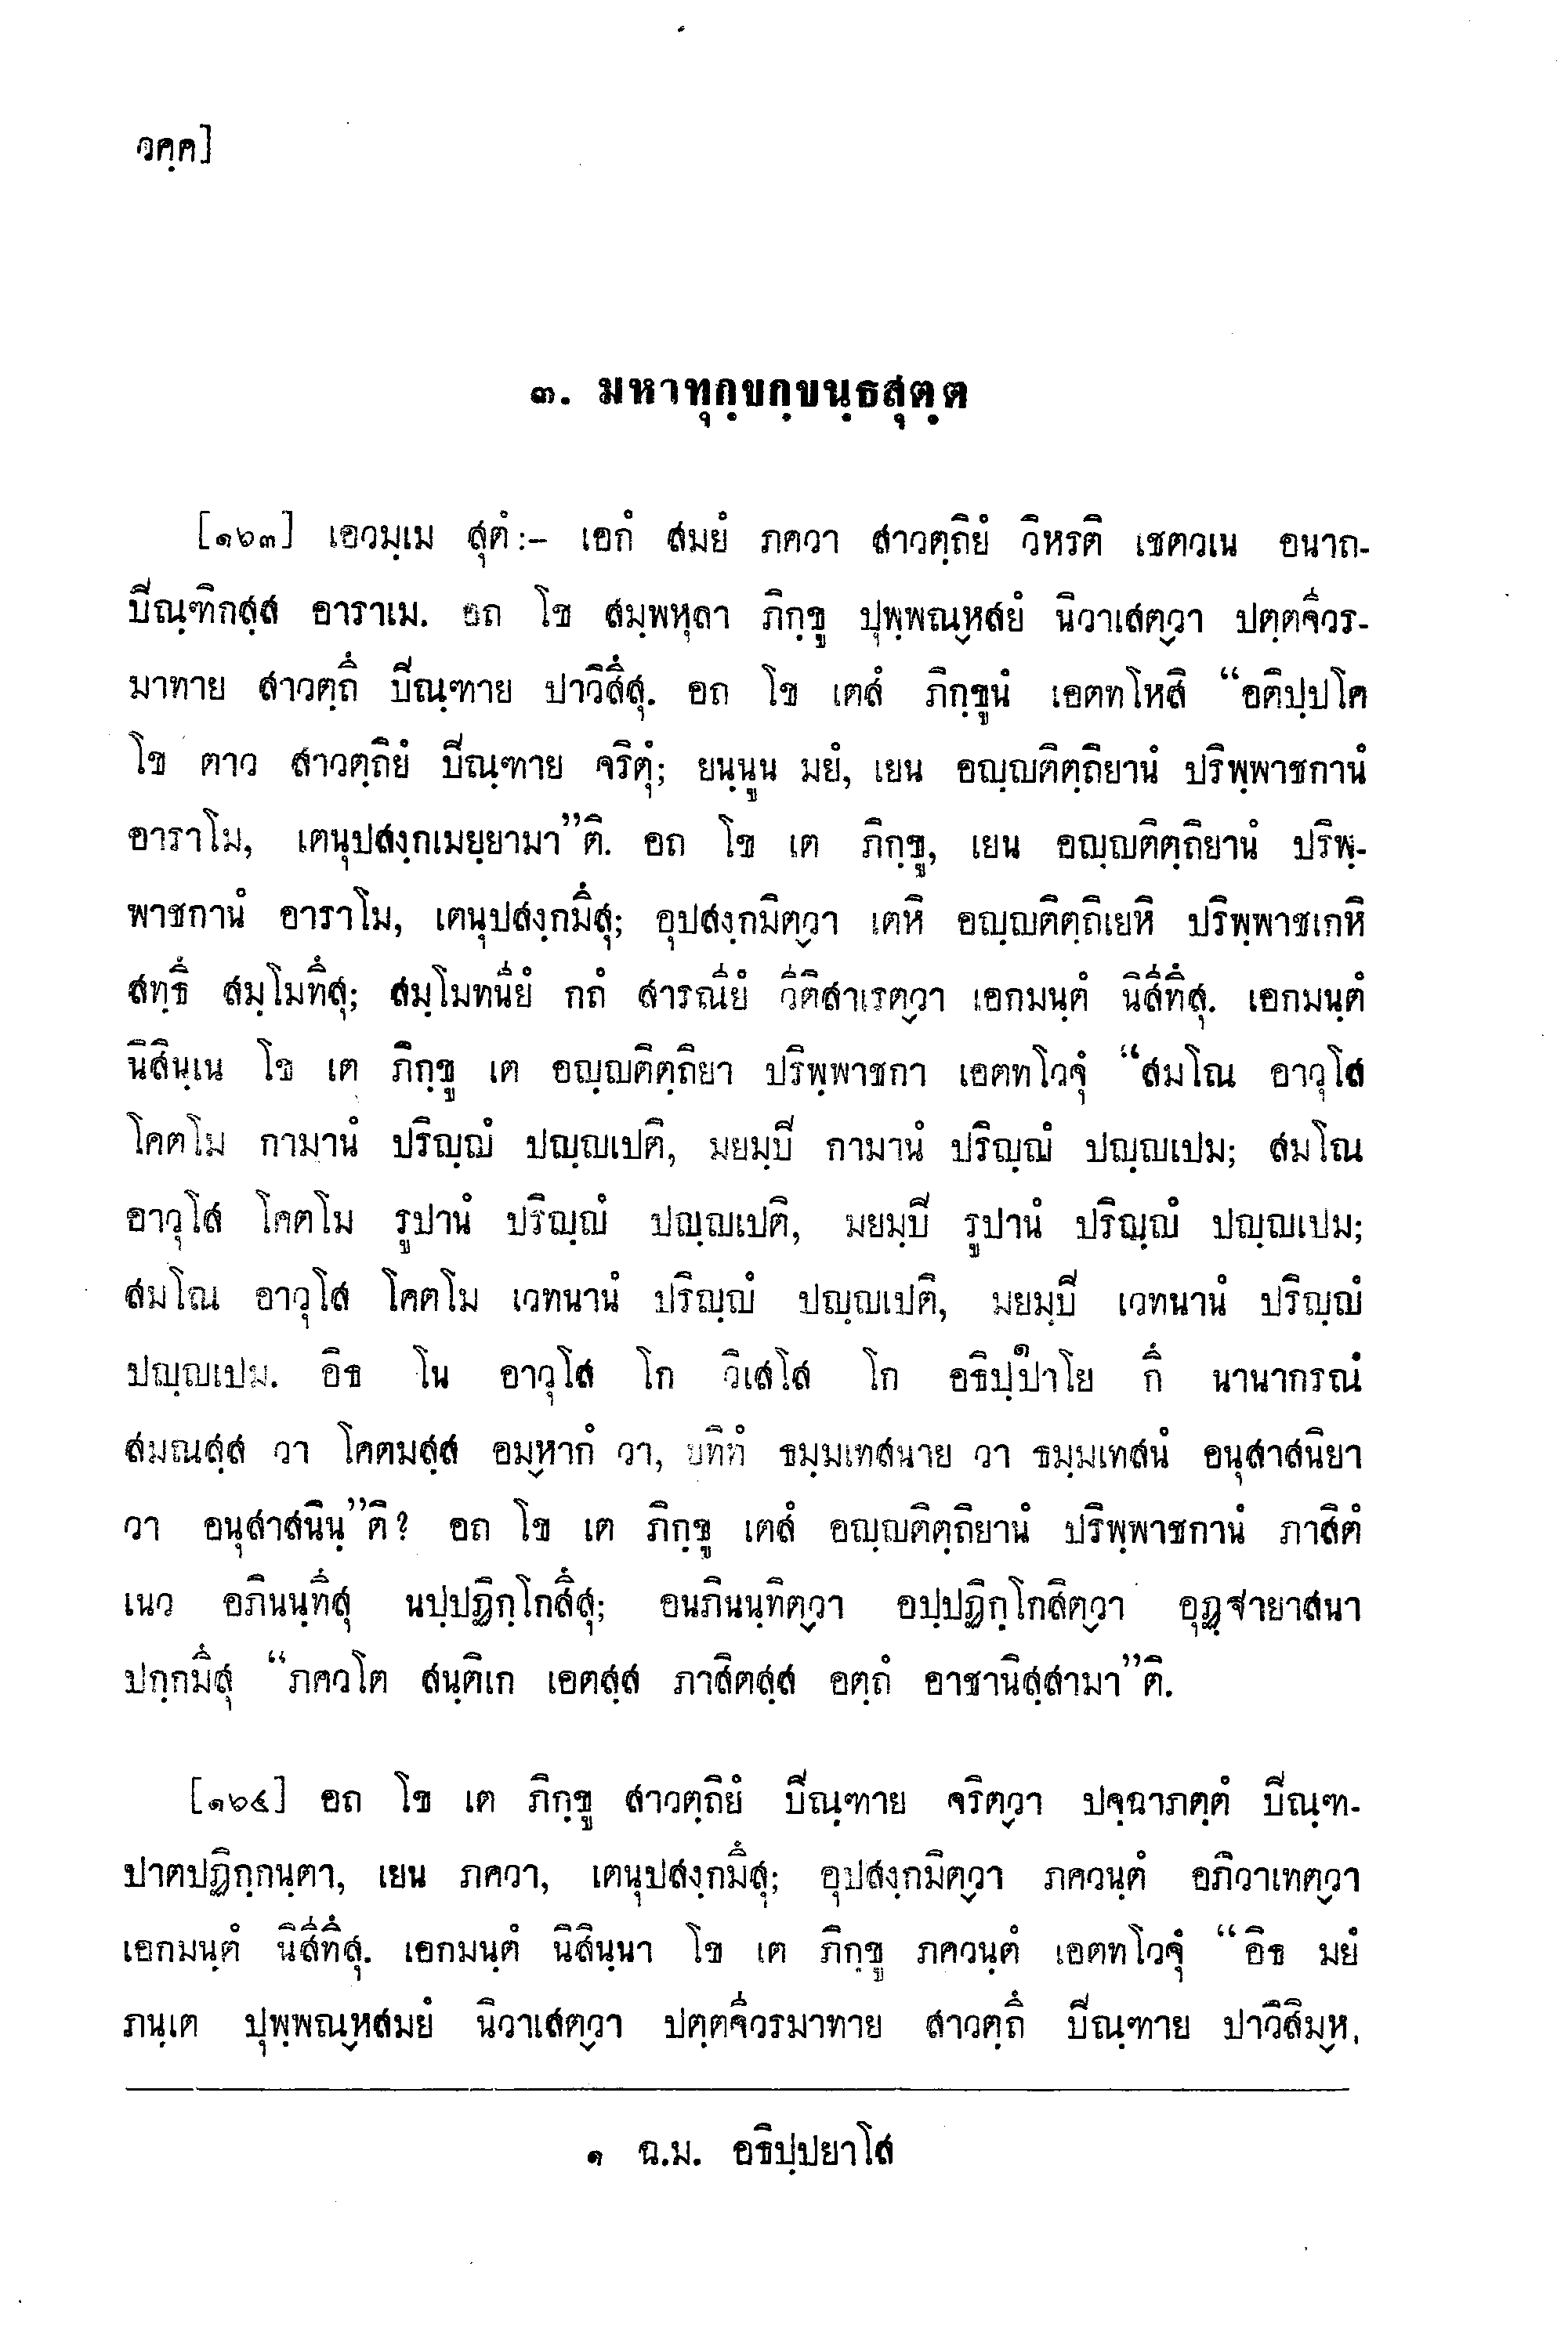 วคฺค]
๓. มหาทุกฺขกฺขนฺธสุตฺต
[๑๖๓] เอวมฺเม สุตํ:– เอกํ สมยํ ภควา สาวตฺถิยํ วิหรติ เชตวเน อนาถ-
ปิณฺฑิกสฺส อาราเม. อถ โข สมฺพหุลา ภิกฺขู ปุพฺพณฺหสยํ นิวาเสตฺวา ปตฺตจีวร-
มาทาย สาวตฺถึ ปิณฺฑาย ปาวิสึสุ. อถ โข เตสํ ภิกฺขูนํ เอตทโหสิ “อติปฺปโค
โข ตาว สาวตฺถิยํ ปิณฺฑาย จริตุํ; ยนฺนูน มยํ, เยน อญฺญติตฺถิยานํ ปริพฺพาชกานํ
อาราโม, เตนุปสงฺกเมยฺยามา”ติ. อถ โข เต ภิกฺขู, เยน อญฺญติตฺถิยานํ ปริพฺ-
พาชกานํ อาราโม, เตนุปสงฺกมึสุ; อุปสงฺกมิตฺวา เตหิ อญฺญติตฺถิเยหิ ปริพฺพาชเกหิ
สทฺธึ สมฺโมทึสุ; สมฺโมทนียํ กถํ สารณียํ วีติสาเรตฺวา เอกมนฺตํ นิสีทึสุ. เอกมนฺตํ
นิสินฺเน โข เต ภิกฺขู เต อญฺญติตฺถิยา ปริพฺพาชกา เอตทโวจุํ “สมโณ อาวุโส
โคตโม กามานํ ปริญฺญํ ปญฺญเปติ, มยมฺปิ กามานํ ปริญฺญํ ปญฺญเปม; สมโณ
อาวุโส โคตโม รูปานํ ปริญฺญํ ปญฺญเปติ, มยมฺปิ รูปานํ ปริญฺญํ ปญฺญเปม;
สมโณ อาวุโส โคตโม เวทนานํ ปริญฺญํ ปญฺญเปติ, มยมฺปิ เวทนานํ ปริญฺญํ
ปญฺญเปม. อิธ โน อาวุโส โก วิเสโส โก อธิปฺป๑าโย กึ นานากรณํ
สมณสฺส วา โคตมสฺส อมฺหากํ วา, ยทิทํ ธมฺมเทสนาย วา ธมฺมเทสนํ อนุสาสนิยา
วา อนุสาสนินฺ”ติ? อถ โข เต ภิกฺขู เตสํ อญฺญติตฺถิยานํ ปริพฺพาชกานํ ภาสิตํ
เนว อภินนฺทึสุ นปฺปฏิกฺโกสึสุ; อนภินนฺทิตฺวา อปฺปฏิกฺโกสิตฺวา อุฏฺฐายาสนา
ปกฺกมึสุ “ภควโต สนฺติเก เอตสฺส ภาสิตสฺส อตฺถํ อาชานิสฺสามา”ติ.
[๑๖๔] อถ โข เต ภิกฺขู สาวตฺถิยํ ปิณฺฑาย จริตฺวา ปจฺฉาภตฺตํ ปิณฺฑ-
ปาตปฏิกฺกนฺตา, เยน ภควา, เตนุปสงฺกมึสุ; อุปสงฺกมิตฺวา ภควนฺตํ อภิวาเทตฺวา
เอกมนฺตํ นิสีทึสุ. เอกมนฺตํ นิสินฺนา โข เต ภิกฺขู ภควนฺตํ เอตทโวจุํ “อิธ มยํ
ภนฺเต ปุพฺพณฺหสมยํ นิวาเสตฺวา ปตฺตจีวรมาทาย สาวตฺถึ ปิณฺฑาย ปาวิสิมฺห,
๑ ฉ.ม. อธิปฺปยาโส